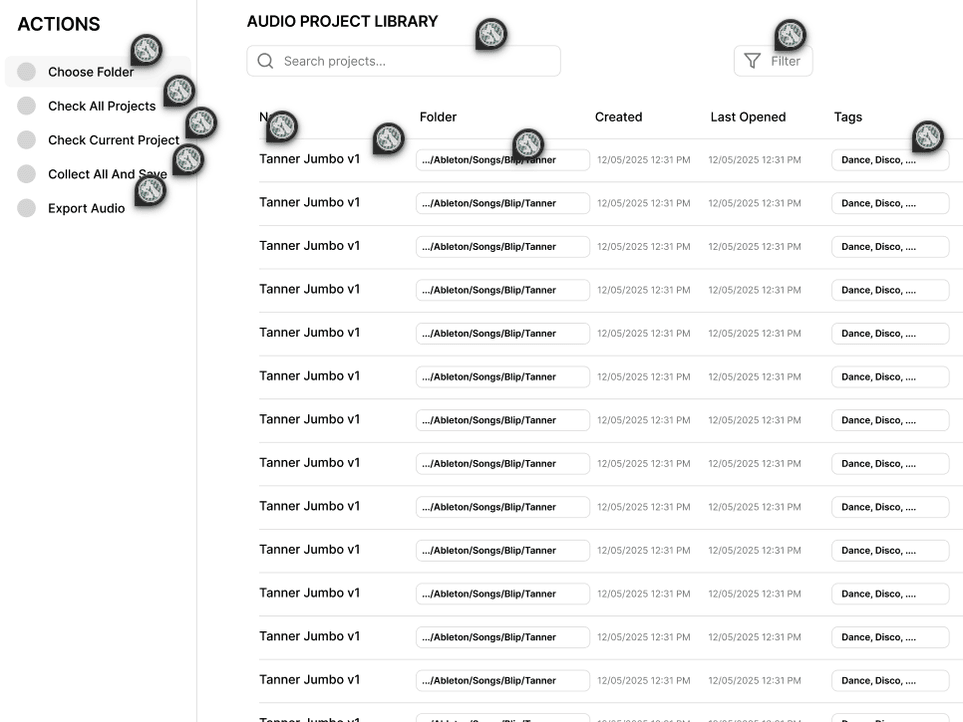 ACTIONS
Choose Folder
Check All Projects
Check Current Project
Collect All And Save
Export Audio
AUDIO PROJECT LIBRARY
Search projects...
Filter
Folder Created Last Opened Tags
Tanner Jumbo v1 .../Ableton/Songs/Blip/Tanner 12/05/2025 12:31 PM 12/05/2025 12:31 PM Dance, Disco, ....
Tanner Jumbo v1 .../Ableton/Songs/Blip/Tanner 12/05/2025 12:31 PM 12/05/2025 12:31 PM Dance, Disco, ....
Tanner Jumbo v1 .../Ableton/Songs/Blip/Tanner 12/05/2025 12:31 PM 12/05/2025 12:31 PM Dance, Disco, ....
Tanner Jumbo v1 .../Ableton/Songs/Blip/Tanner 12/05/2025 12:31 PM 12/05/2025 12:31 PM Dance, Disco, ....
Tanner Jumbo v1 .../Ableton/Songs/Blip/Tanner 12/05/2025 12:31 PM 12/05/2025 12:31 PM Dance, Disco, ....
Tanner Jumbo v1 .../Ableton/Songs/Blip/Tanner 12/05/2025 12:31 PM 12/05/2025 12:31 PM Dance, Disco, ....
Tanner Jumbo v1 .../Ableton/Songs/Blip/Tanner 12/05/2025 12:31 PM 12/05/2025 12:31 PM Dance, Disco, ....
Tanner Jumbo v1 .../Ableton/Songs/Blip/Tanner 12/05/2025 12:31 PM 12/05/2025 12:31 PM Dance, Disco, ....
Tanner Jumbo v1 .../Ableton/Songs/Blip/Tanner 12/05/2025 12:31 PM 12/05/2025 12:31 PM Dance, Disco, ....
Tanner Jumbo v1 .../Ableton/Songs/Blip/Tanner 12/05/2025 12:31 PM 12/05/2025 12:31 PM Dance, Disco, ....
Tanner Jumbo v1 .../Ableton/Songs/Blip/Tanner 12/05/2025 12:31 PM 12/05/2025 12:31 PM Dance, Disco, ....
Tanner Jumbo v1 .../Ableton/Songs/Blip/Tanner 12/05/2025 12:31 PM 12/05/2025 12:31 PM Dance, Disco, ....
Tanner Jumbo v1 .../Ableton/Songs/Blip/Tanner 12/05/2025 12:31 PM 12/05/2025 12:31 PM Dance, Disco, ....